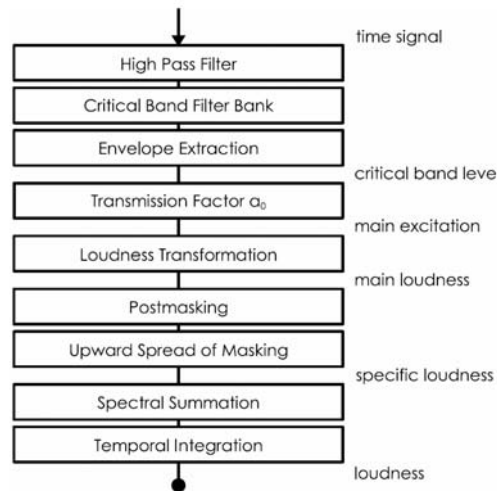 time signal
High Pass Filter
Critical Band Filter Bank
Envelope Extraction
critical band level
Transmission Factor a₀
main excitation
Loudness Transformation
main loudness
Postmasking
Upward Spread of Masking
specific loudness
Spectral Summation
Temporal Integration
loudness